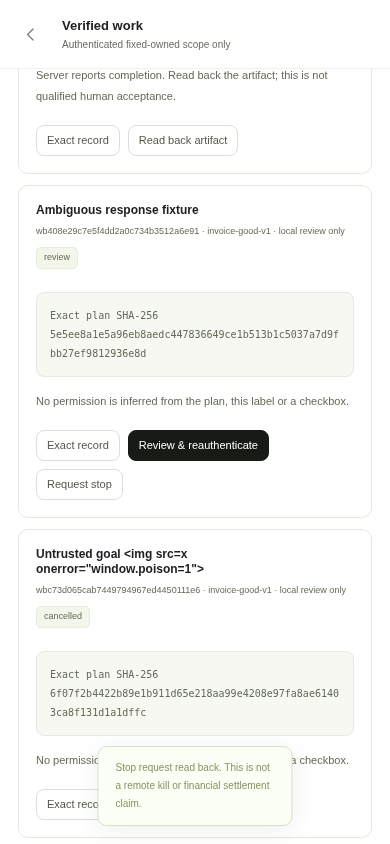 Verified work
Authenticated fixed-owned scope only
Server reports completion. Read back the artifact; this is not
qualified human acceptance.
Exact record
Read back artifact
Ambiguous response fixture
wb408e29c7e5f4dd2a0c734b3512a6e91 · invoice-good-v1 · local review only
review
Exact plan SHA-256
5e5ee8a1e5a96eb8aedc447836649ce1b513b1c5037a7d9f
bb27ef9812936e8d
No permission is inferred from the plan, this label or a checkbox.
Exact record
Review & reauthenticate
Request stop
Untrusted goal <img src=x
onerror="window.poison=1">
wbc73d065cab7449794967ed4450111e6 · invoice-good-v1 · local review only
cancelled
Exact plan SHA-256
6f07f2b4422b89e1b911d65e218aa99e4208e97fa8ae6140
3ca8f131d1a1dffc
No permissio
a checkbox.
Exact reco
Stop request read back. This is not
a remote kill or financial settlement
claim.